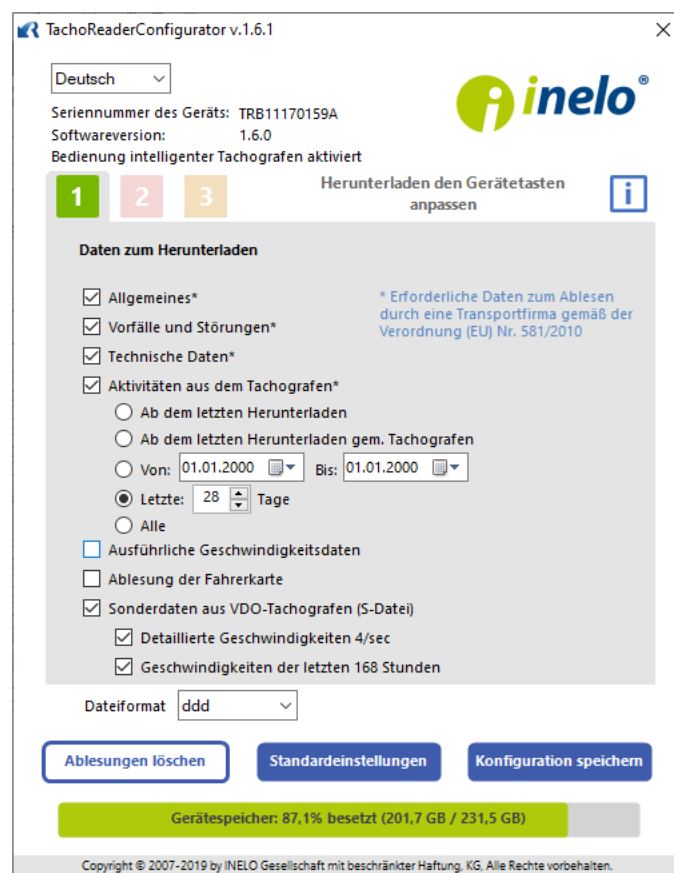 TachoReaderConfigurator v.1.6.1
Deutsch
inelo®
Seriennummer des Geräts: TRB11170159A
Softwareversion: 1.6.0
Bedienung intelligenter Tachografen aktiviert
1 2 3
Herunterladen den Gerätetasten
anpassen
i
Daten zum Herunterladen
Allgemeines*
* Erforderliche Daten zum Ablesen
durch eine Transportfirma gemäß der
Verordnung (EU) Nr. 581/2010
Vorfälle und Störungen*
Technische Daten*
Aktivitäten aus dem Tachografen*
Ab dem letzten Herunterladen
Ab dem letzten Herunterladen gem. Tachografen
Von: 01.01.2000 Bis: 01.01.2000
Letzte: 28 Tage
Alle
Ausführliche Geschwindigkeitsdaten
Ablesung der Fahrerkarte
Sonderdaten aus VDO-Tachografen (S-Datei)
Detaillierte Geschwindigkeiten 4/sec
Geschwindigkeiten der letzten 168 Stunden
Dateiformat ddd
Ablesungen löschen Standardeinstellungen Konfiguration speichern
Gerätespeicher: 87,1% besetzt (201,7 GB / 231,5 GB)
Copyright © 2007-2019 by INELO Gesellschaft mit beschränkter Haftung, KG, Alle Rechte vorbehalten.